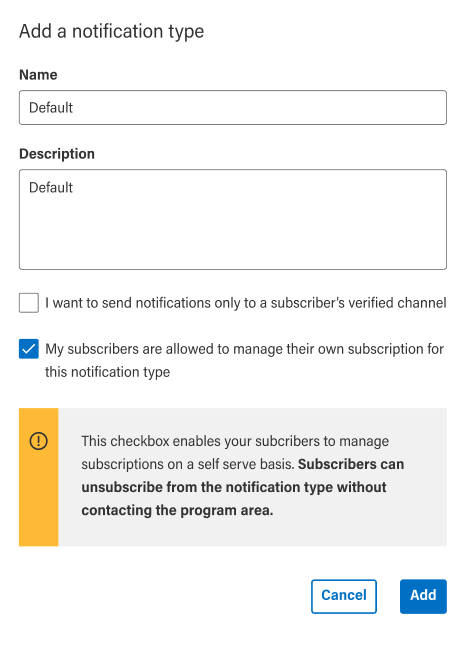 Add a notification type
Name
Default
Description
Default
I want to send notifications only to a subscriber's verified channel
My subscribers are allowed to manage their own subscription for
this notification type
This checkbox enables your subcribers to manage
subscriptions on a self serve basis. Subscribers can
unsubscribe from the notification type without
contacting the program area.
Cancel
Add